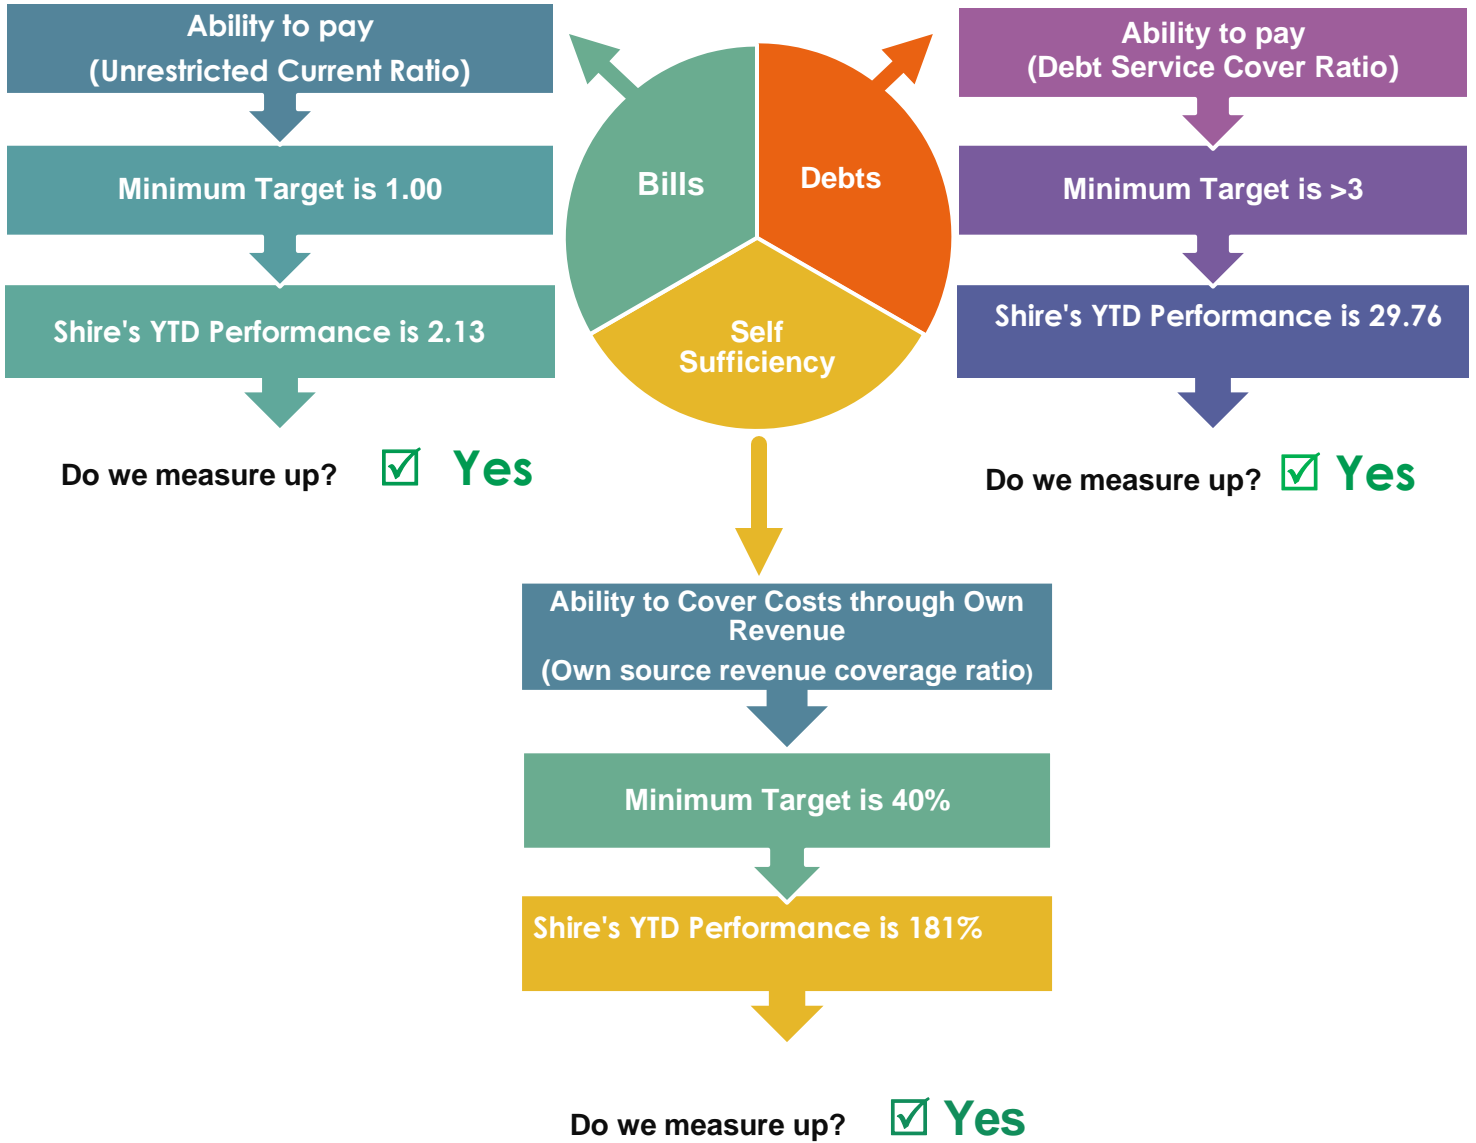 Ability to pay
(Unrestricted Current Ratio)
Minimum Target is 1.00
Shire's YTD Performance is 2.13
Do we measure up? ☑ Yes
Bills
Debts
Self
Sufficiency
Ability to pay
(Debt Service Cover Ratio)
Minimum Target is >3
Shire's YTD Performance is 29.76
Do we measure up? ☑ Yes
Ability to Cover Costs through Own
Revenue
(Own source revenue coverage ratio)
Minimum Target is 40%
Shire's YTD Performance is 181%
Do we measure up? ☑ Yes